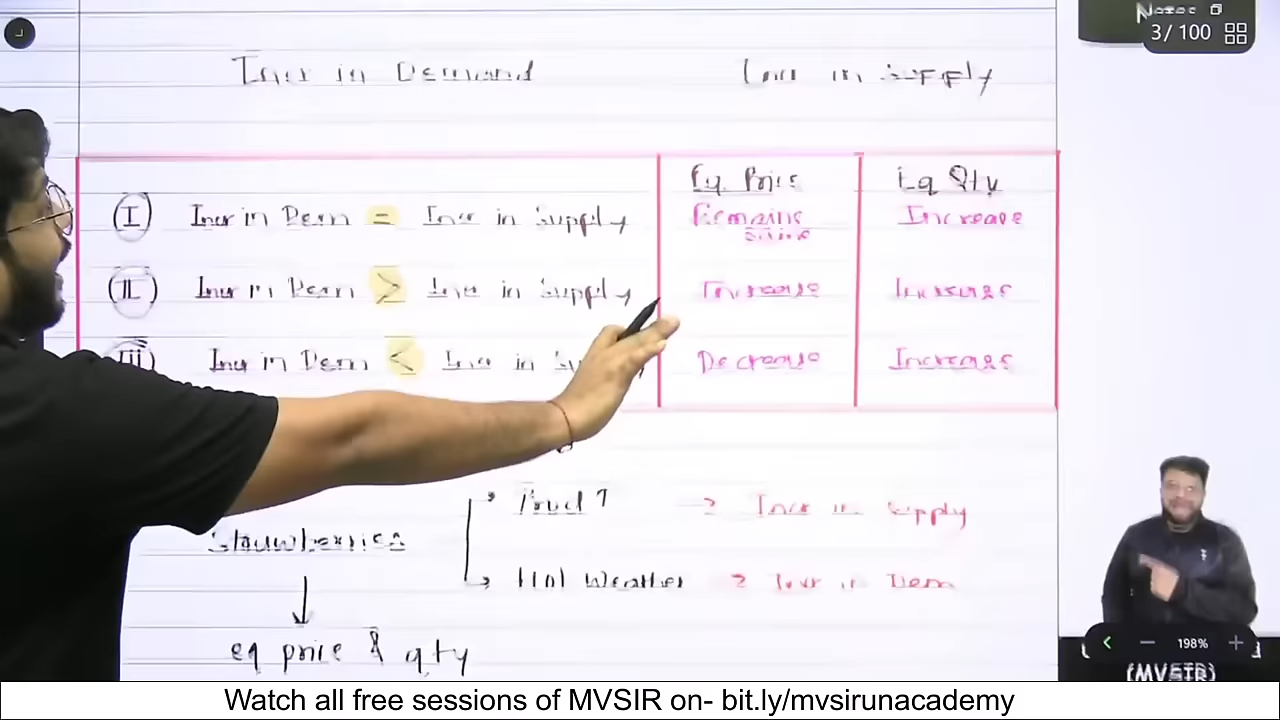 Notes
3 / 100
Incr in Demand Incr in Supply
Eq. Price Eq Qty
(I) Incr in Dem = Incr in Supply Remains Same Increase
(II) Incr in Dem > Incr in Supply Increase Increase
(iii) Incr in Dem < Incr in Decrease Increase
Prod ↑ → Incr in Supply
Strawberries
Hot Weather → Incr in Dem
eq price & qty
198%
(MVSIR)
Watch all free sessions of MVSIR on- bit.ly/mvsirunacademy